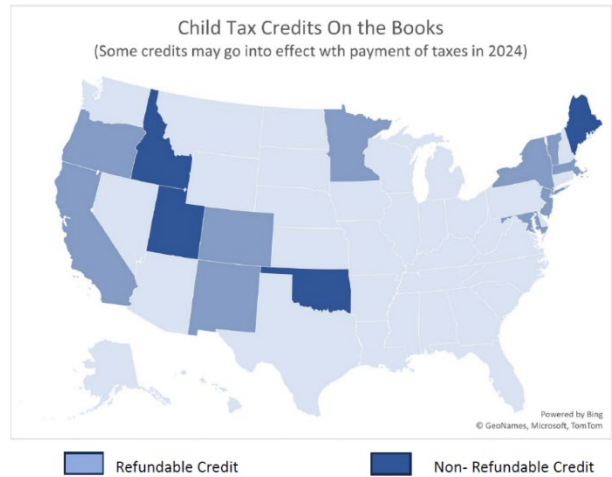 Child Tax Credits On the Books
(Some credits may go into effect wth payment of taxes in 2024)
Powered by Bing
© GeoNames, Microsoft, TomTom
Refundable Credit
Non- Refundable Credit